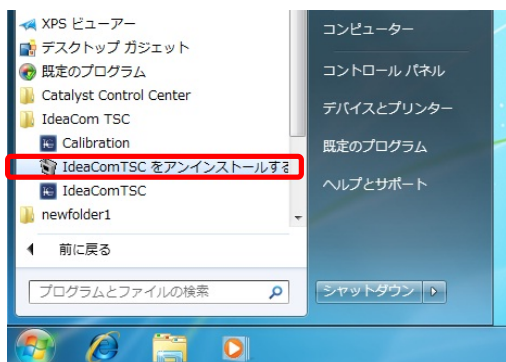 XPS ビューアー
デスクトップ ガジェット
既定のプログラム
Catalyst Control Center
IdeaCom TSC
Calibration
IdeaComTSC をアンインストールする
IdeaComTSC
newfolder1
前に戻る
プログラムとファイルの検索
コンピューター
コントロール パネル
デバイスとプリンター
既定のプログラム
ヘルプとサポート
シャットダウン